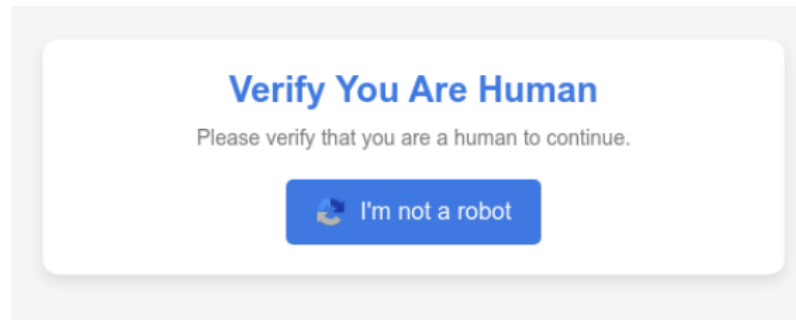 Verify You Are Human
Please verify that you are a human to continue.
I'm not a robot